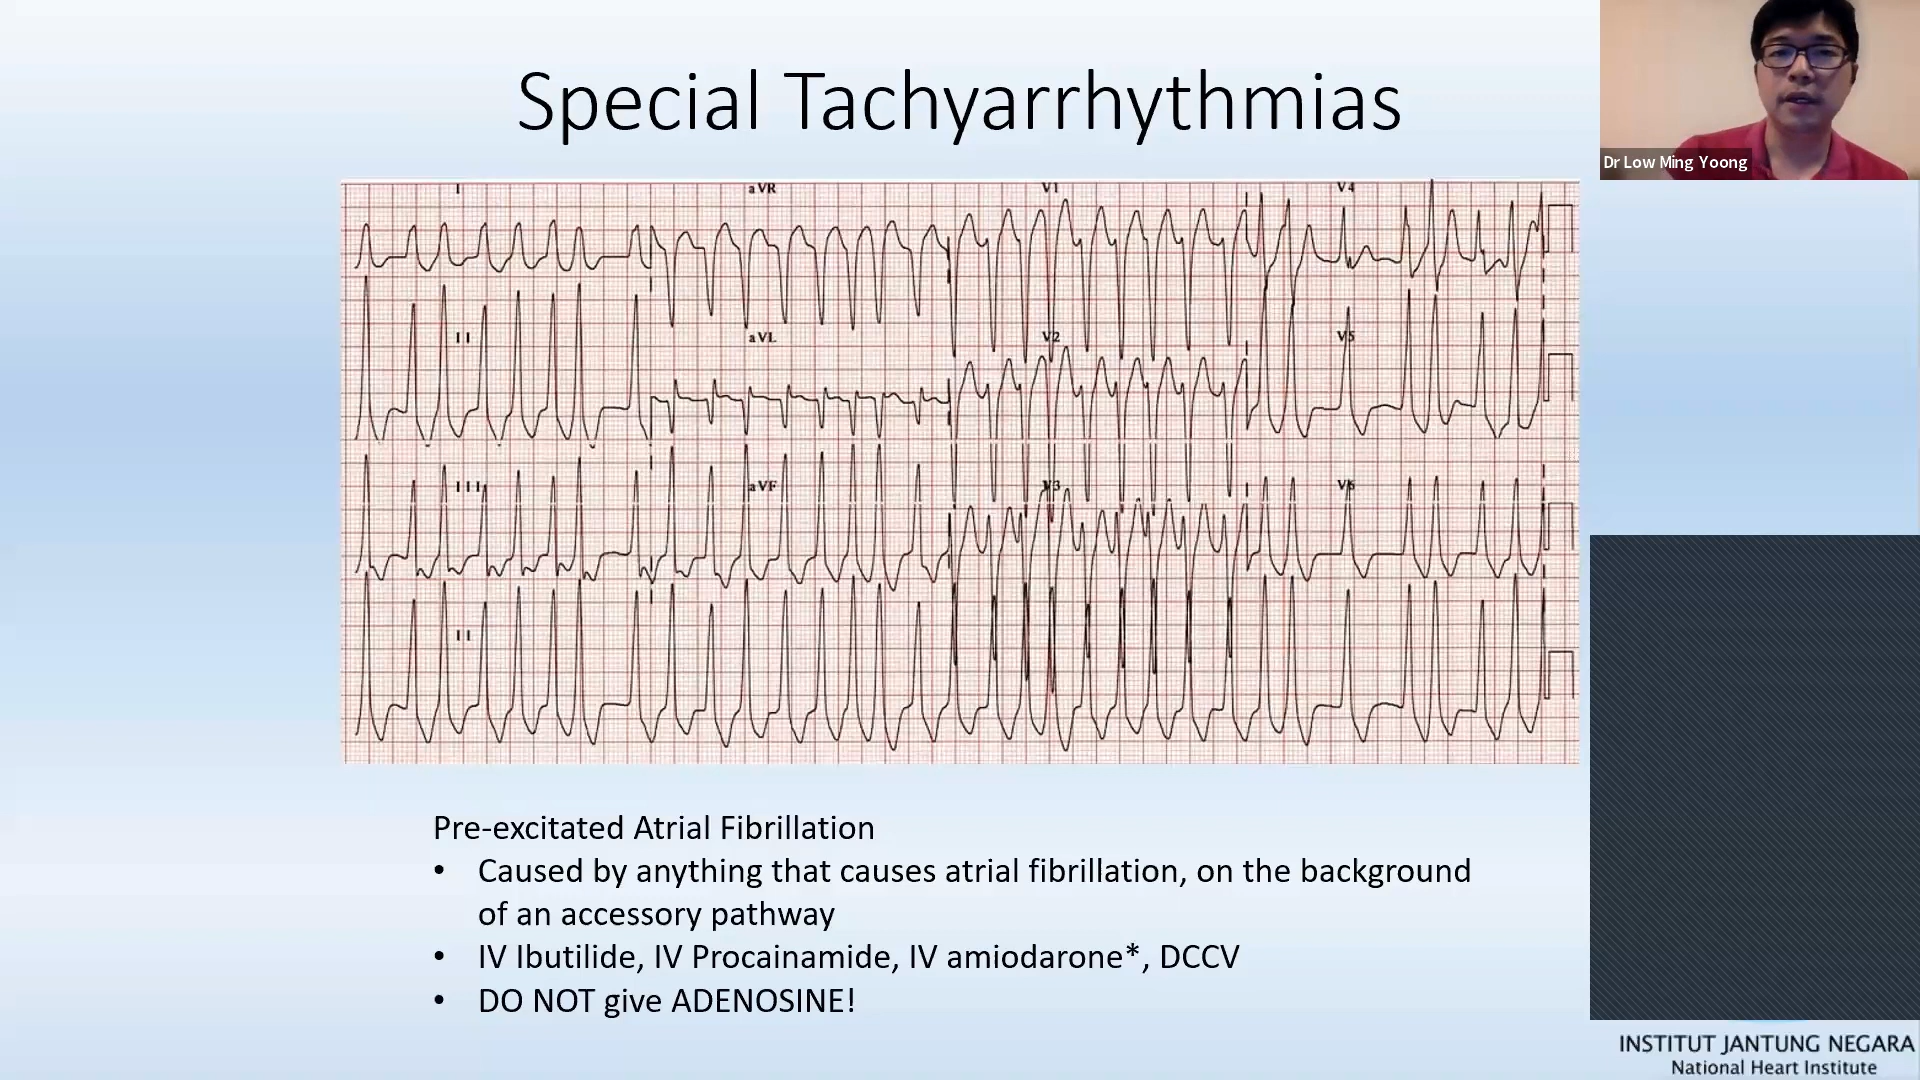 Special Tachyarrhythmias
Dr Low Ming Yoong
I
aVR
V1
V4
II
aVL
V2
V5
III
aVF
V3
V6
II
Pre-excitated Atrial Fibrillation
• Caused by anything that causes atrial fibrillation, on the background
of an accessory pathway
• IV Ibutilide, IV Procainamide, IV amiodarone*, DCCV
• DO NOT give ADENOSINE!
INSTITUT JANTUNG NEGARA
National Heart Institute